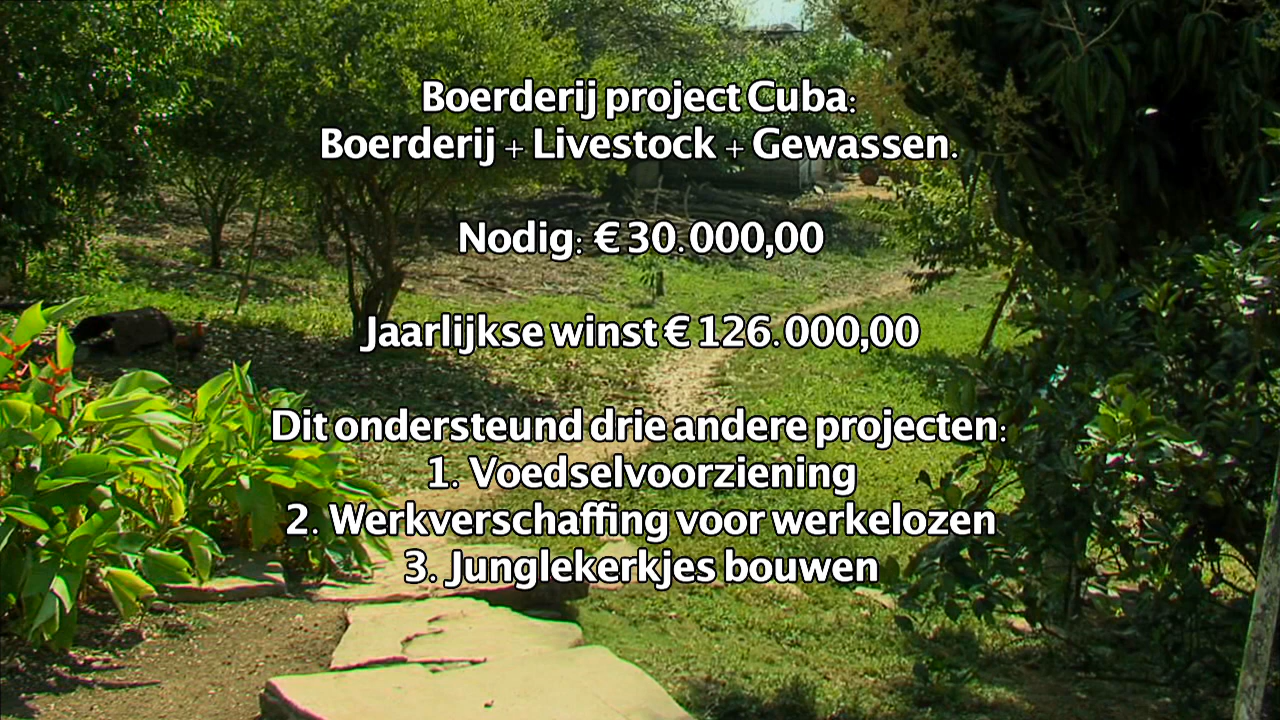 Boerderij project Cuba:
Boerderij + Livestock + Gewassen.
Nodig: € 30.000,00
Jaarlijkse winst € 126.000,00
Dit ondersteund drie andere projecten:
1. Voedselvoorziening
2. Werkverschaffing voor werkelozen
3. Junglekerkjes bouwen